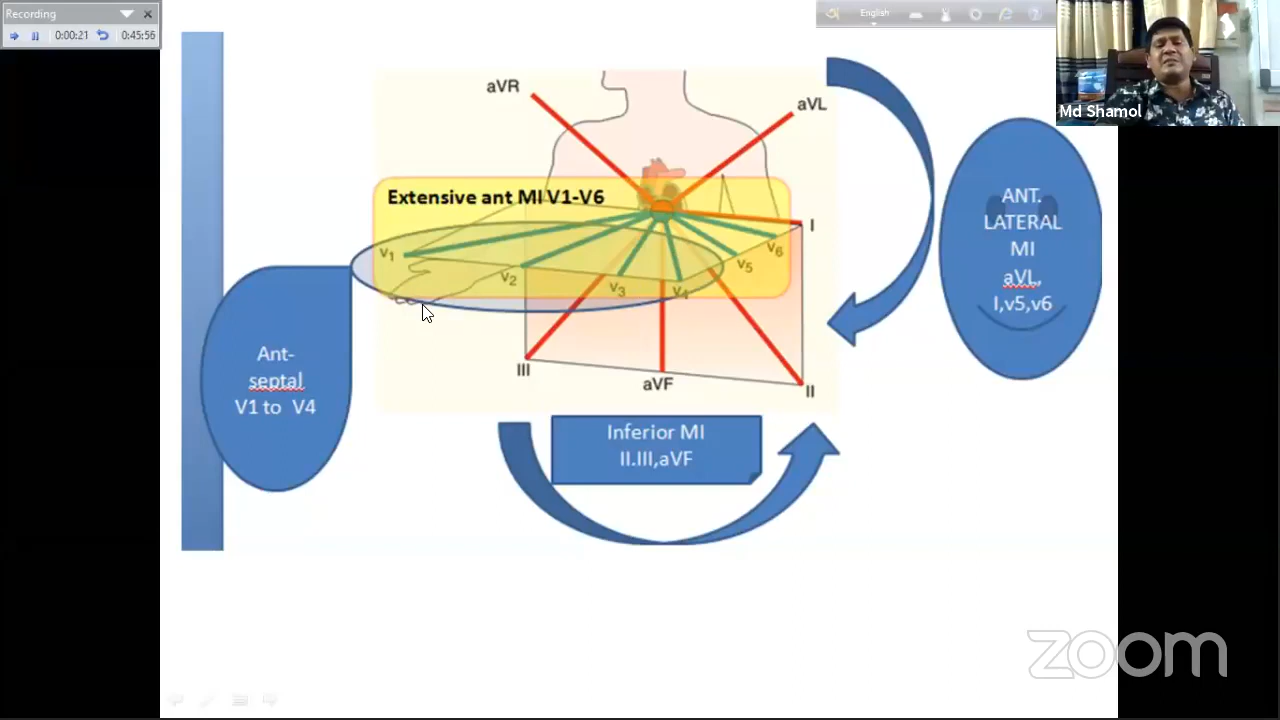 Recording
0:00:21
0:45:56
English
Md Shamol
aVR
aVL
Extensive ant MI V1-V6
I
V1
V2
V3
V4
V5
V6
III
aVF
II
ANT.
LATERAL
MI
aVL,
I,v5,v6
Ant-
septal
V1 to V4
Inferior MI
II.III,aVF
zoom